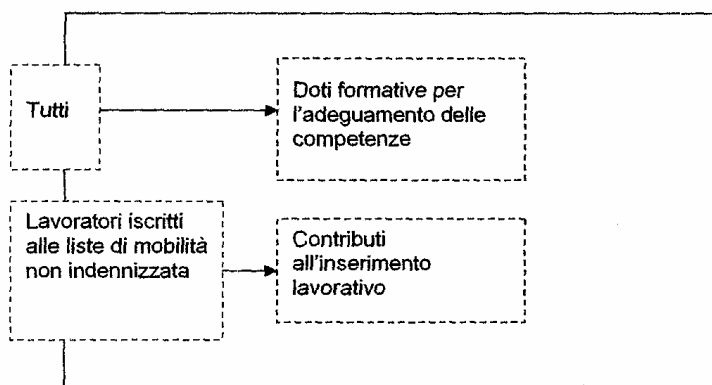 Tutti
Doti formative per
l'adeguamento delle
competenze
Lavoratori iscritti
alle liste di mobilità
non indennizzata
Contributi
all'inserimento
lavorativo